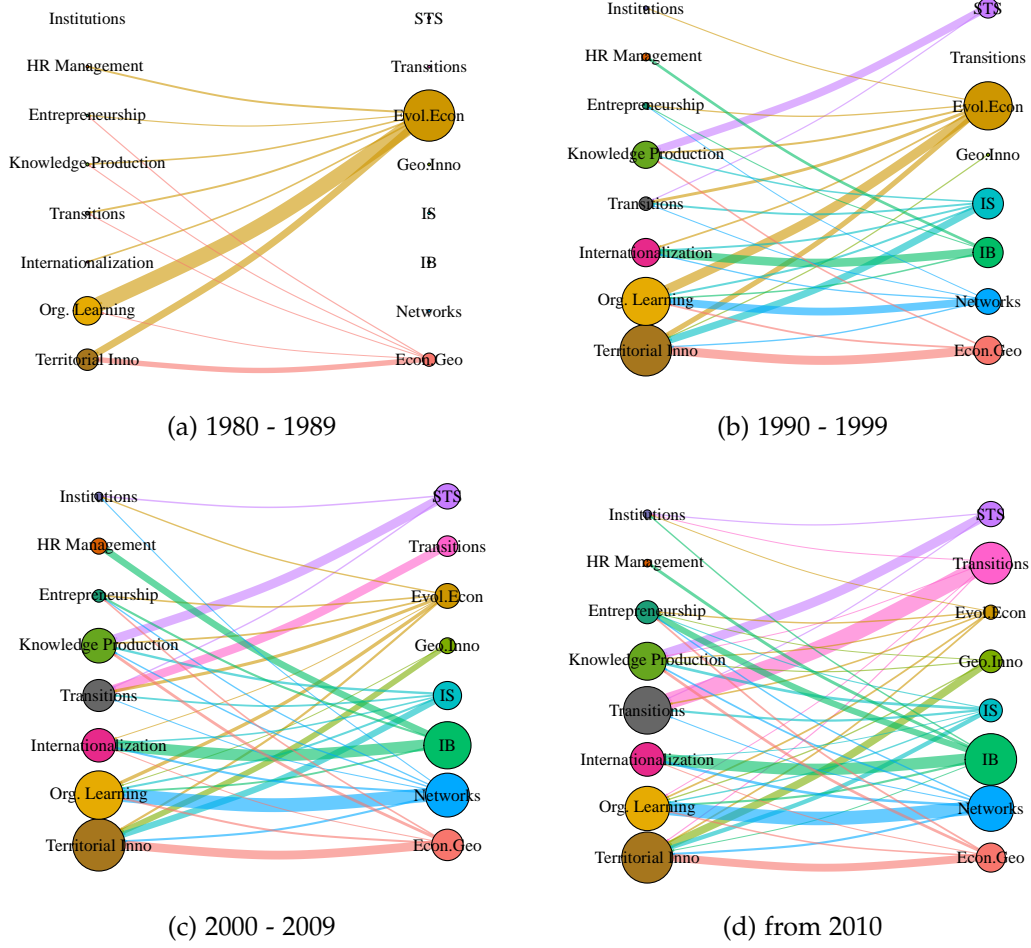 Institutions
STS
HR Management
Transitions
Entrepreneurship
Evol.Econ
Knowledge Production
Geo.Inno
Transitions
IS
Internationalization
IB
Org. Learning
Networks
Territorial Inno
Econ.Geo
(a) 1980 - 1989
Institutions
STS
HR Management
Transitions
Entrepreneurship
Evol.Econ
Knowledge Production
Geo.Inno
Transitions
IS
Internationalization
IB
Org. Learning
Networks
Territorial Inno
Econ.Geo
(b) 1990 - 1999
Institutions
STS
HR Management
Transitions
Entrepreneurship
Evol.Econ
Knowledge Production
Geo.Inno
Transitions
IS
Internationalization
IB
Org. Learning
Networks
Territorial Inno
Econ.Geo
(c) 2000 - 2009
Institutions
STS
HR Management
Transitions
Entrepreneurship
Evol.Econ
Knowledge Production
Geo.Inno
Transitions
IS
Internationalization
IB
Org. Learning
Networks
Territorial Inno
Econ.Geo
(d) from 2010